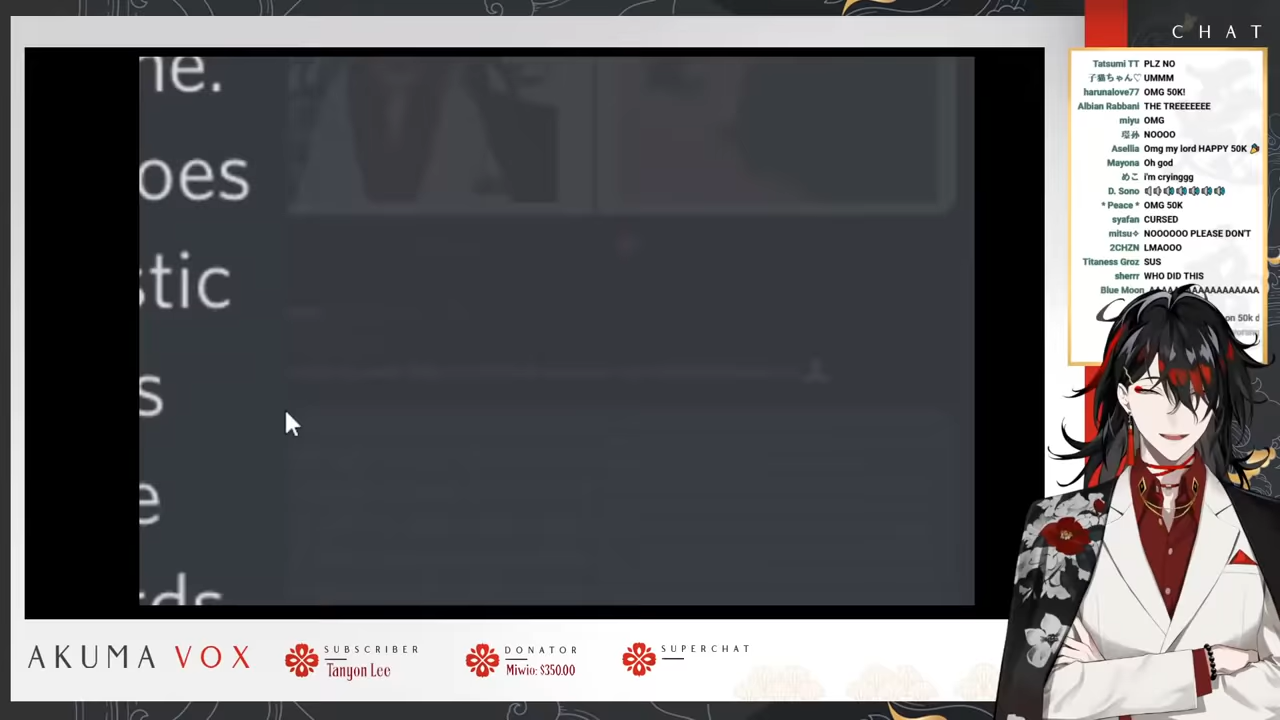 CHAT
Tatsumi TT PLZ NO
子猫ちゃん♡ UMMM
harunalove77 OMG 50K!
Albian Rabbani THE TREEEEEEE
miyu OMG
NOOOO
Asellia Omg my lord HAPPY 50K 🎉
Mayona Oh god
めこ i'm cryinggg
D. Sono 🔊🔊🔊🔊🔊🔊🔊
* Peace * OMG 50K
syafan CURSED
mitsu✧ NOOOOOO PLEASE DON'T
2CHZN LMAOOO
Titaness Groz SUS
sherrr WHO DID THIS
Blue Moon
on 50k
ne.
oes
stic
s
e
rds
AKUMA VOX
SUBSCRIBER
Tanyon Lee
DONATOR
Miwio: $350.00
SUPERCHAT